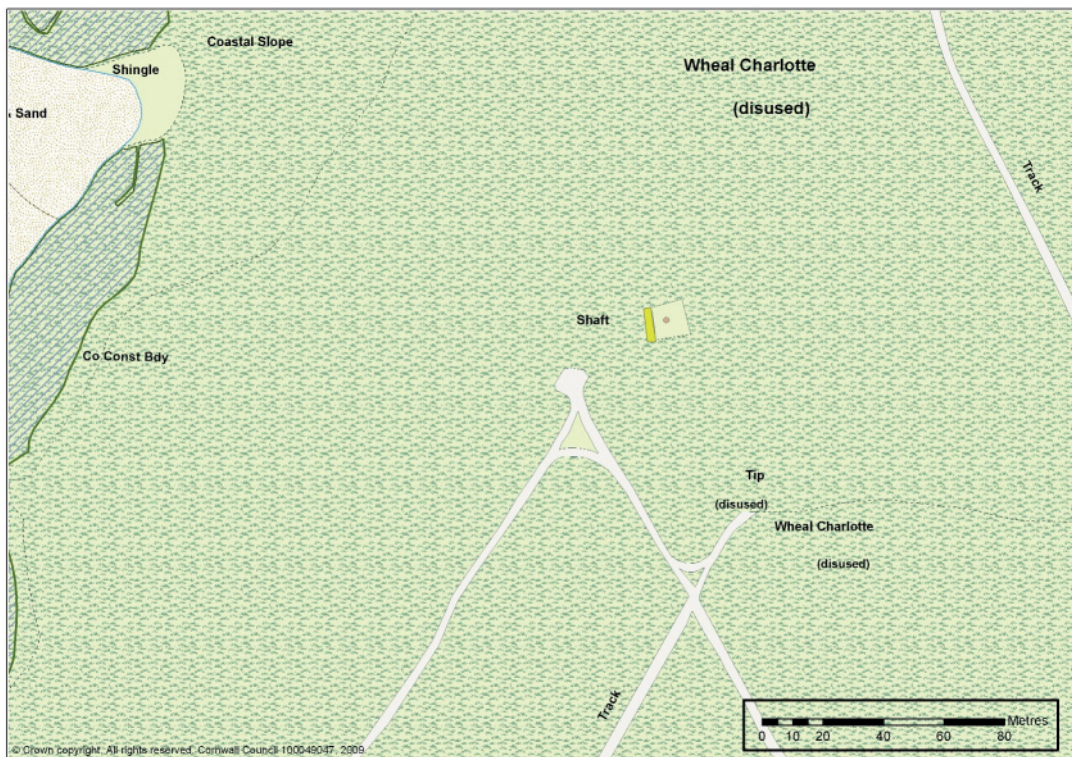 Coastal Slope
Wheal Charlotte
(disused)
Shingle
Sand
Track
Shaft
Co Const Bdy
Tip
(disused)
Wheal Charlotte
(disused)
Track
Metres
0 10 20 40 60 80
© Crown copyright. All rights reserved. Cornwall Council 100049047, 2009